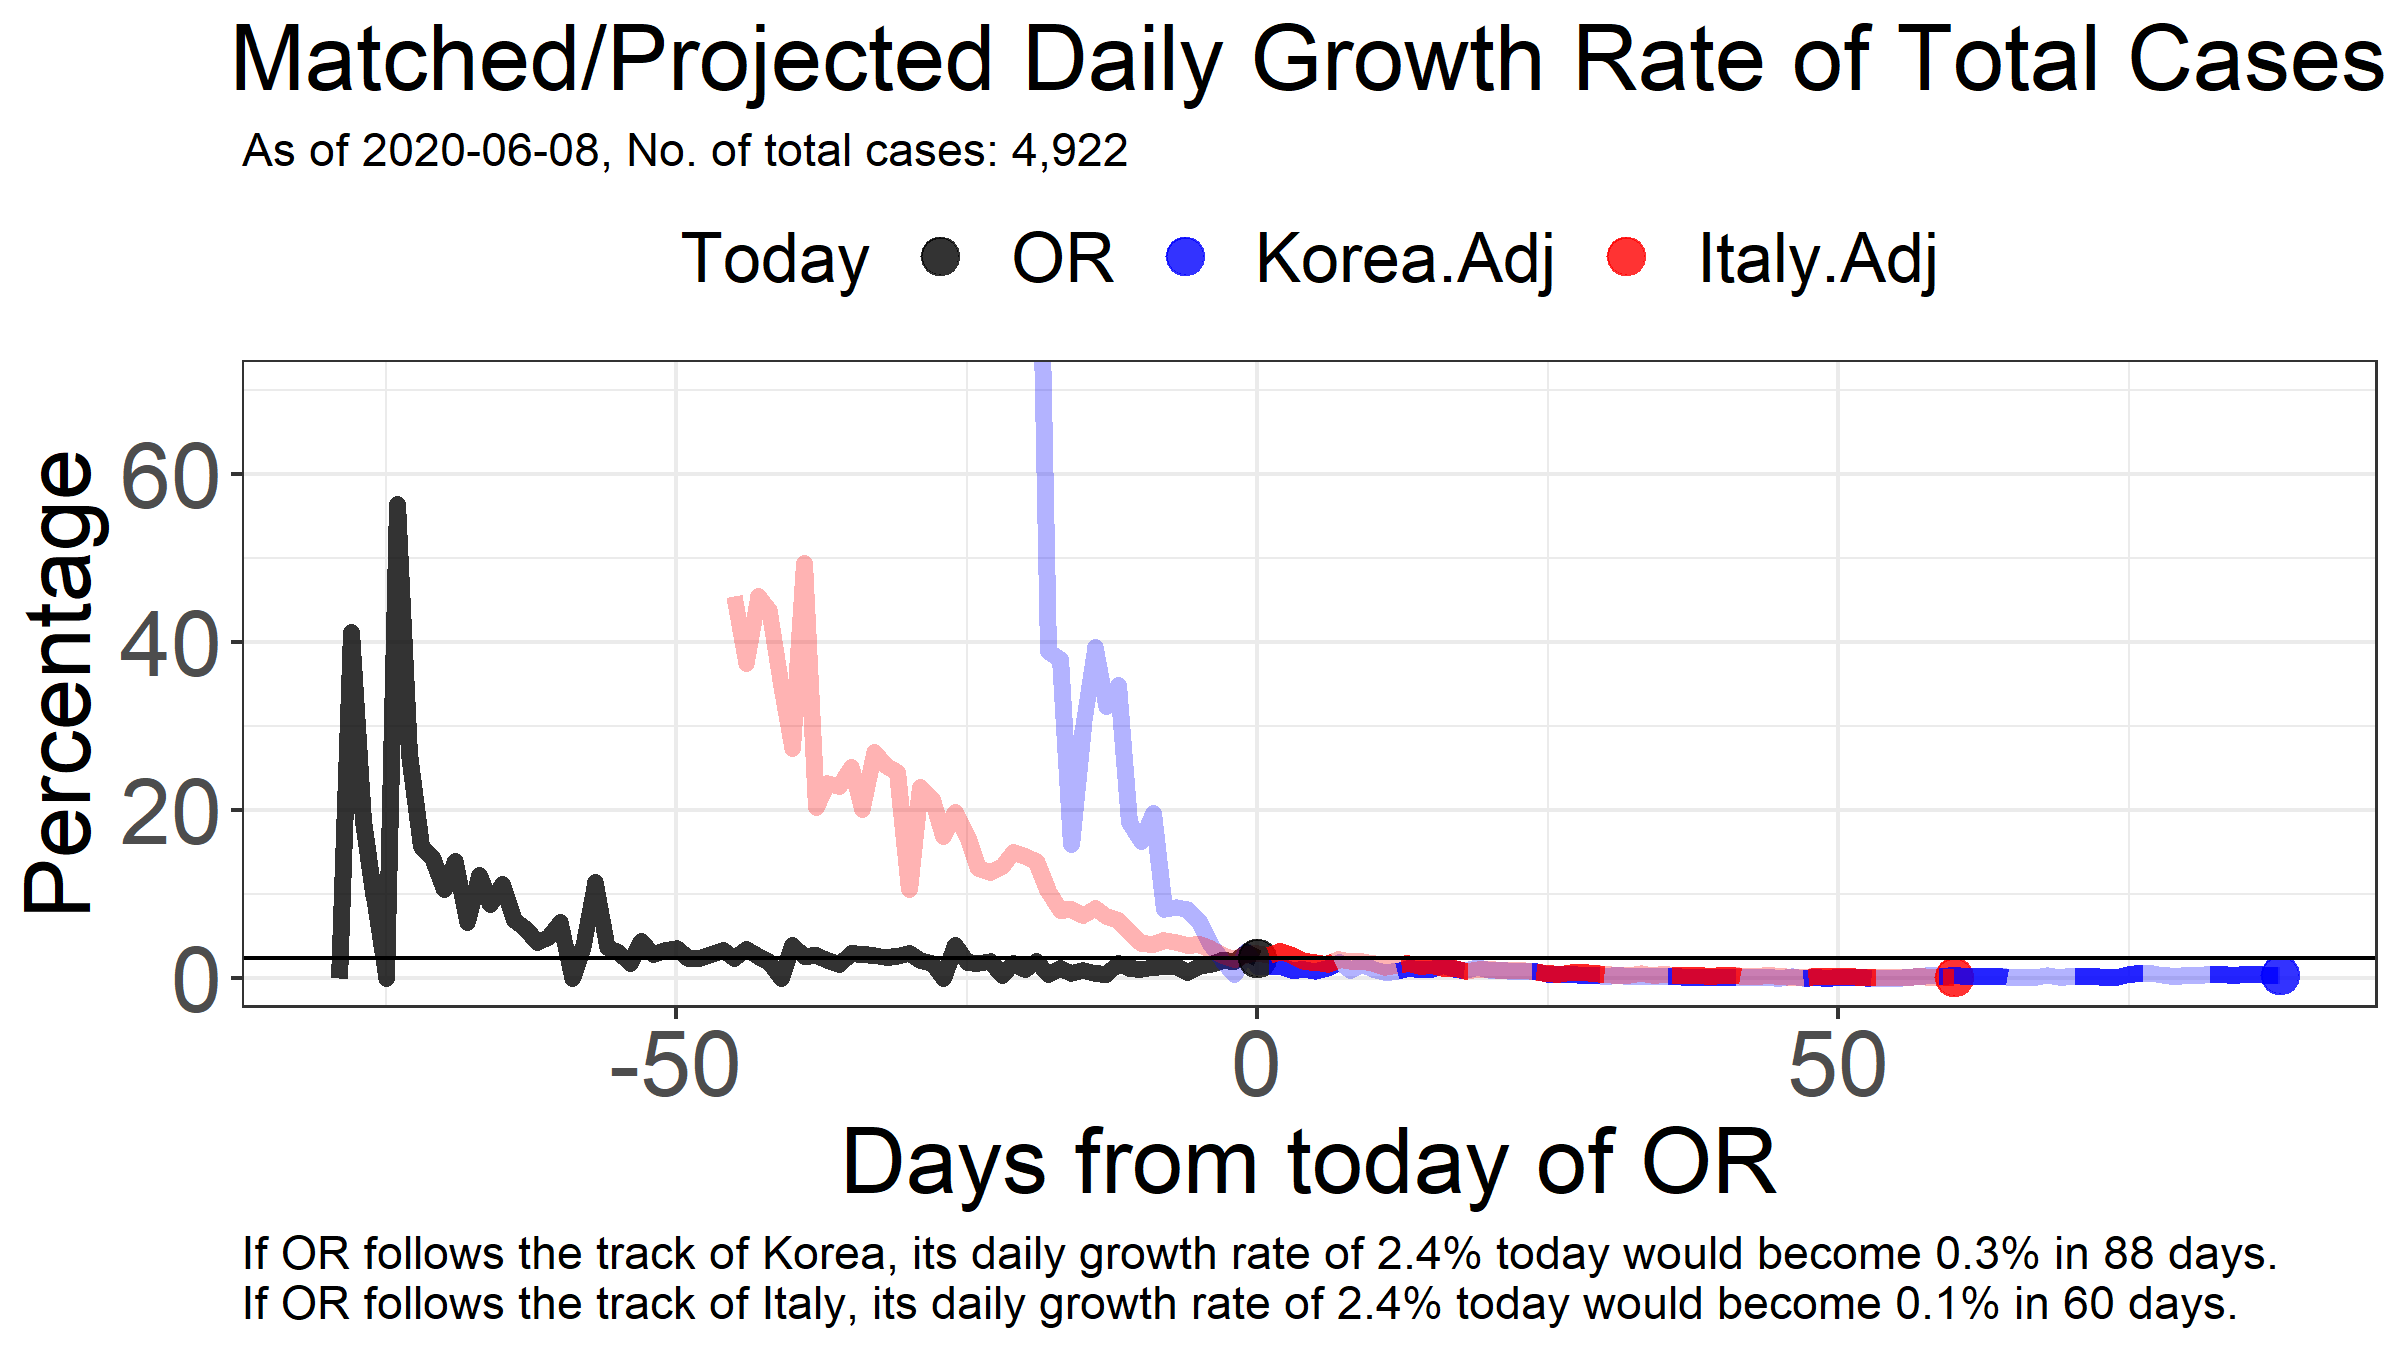 Matched/Projected Daily Growth Rate of Total Cases
As of 2020-06-08, No. of total cases: 4,922
Today OR Korea.Adj Italy.Adj
Percentage
60
40
20
0
-50 0 50
Days from today of OR
If OR follows the track of Korea, its daily growth rate of 2.4% today would become 0.3% in 88 days.
If OR follows the track of Italy, its daily growth rate of 2.4% today would become 0.1% in 60 days.